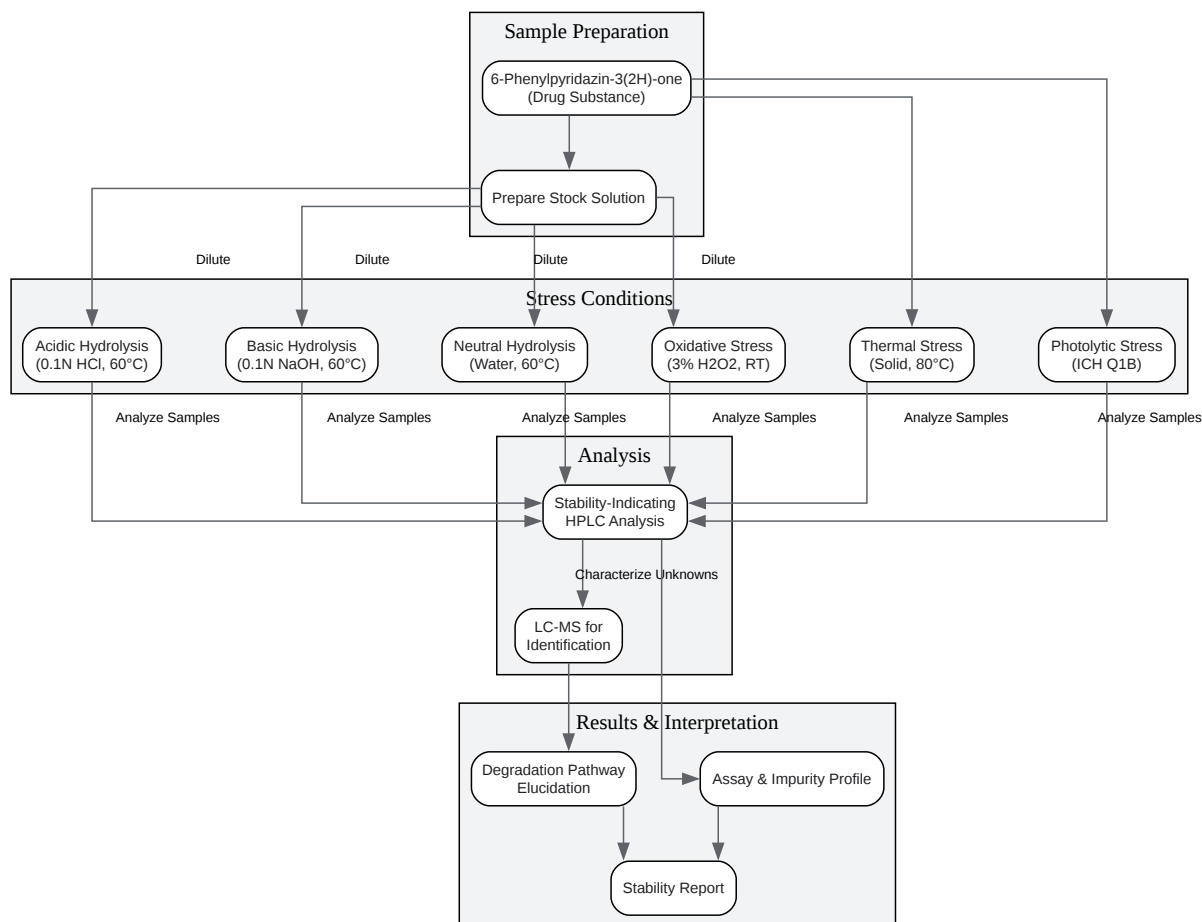 Sample Preparation
6-Phenylpyridazin-3(2H)-one
(Drug Substance)
Prepare Stock Solution
Dilute
Dilute
Dilute
Dilute
Stress Conditions
Acidic Hydrolysis
(0.1N HCl, 60°C)
Basic Hydrolysis
(0.1N NaOH, 60°C)
Neutral Hydrolysis
(Water, 60°C)
Oxidative Stress
(3% H2O2, RT)
Thermal Stress
(Solid, 80°C)
Photolytic Stress
(ICH Q1B)
Analyze Samples
Analyze Samples
Analyze Samples
Analyze Samples
Analyze Samples
Analyze Samples
Analysis
Stability-Indicating
HPLC Analysis
Characterize Unknowns
LC-MS for
Identification
Results & Interpretation
Degradation Pathway
Elucidation
Assay & Impurity Profile
Stability Report